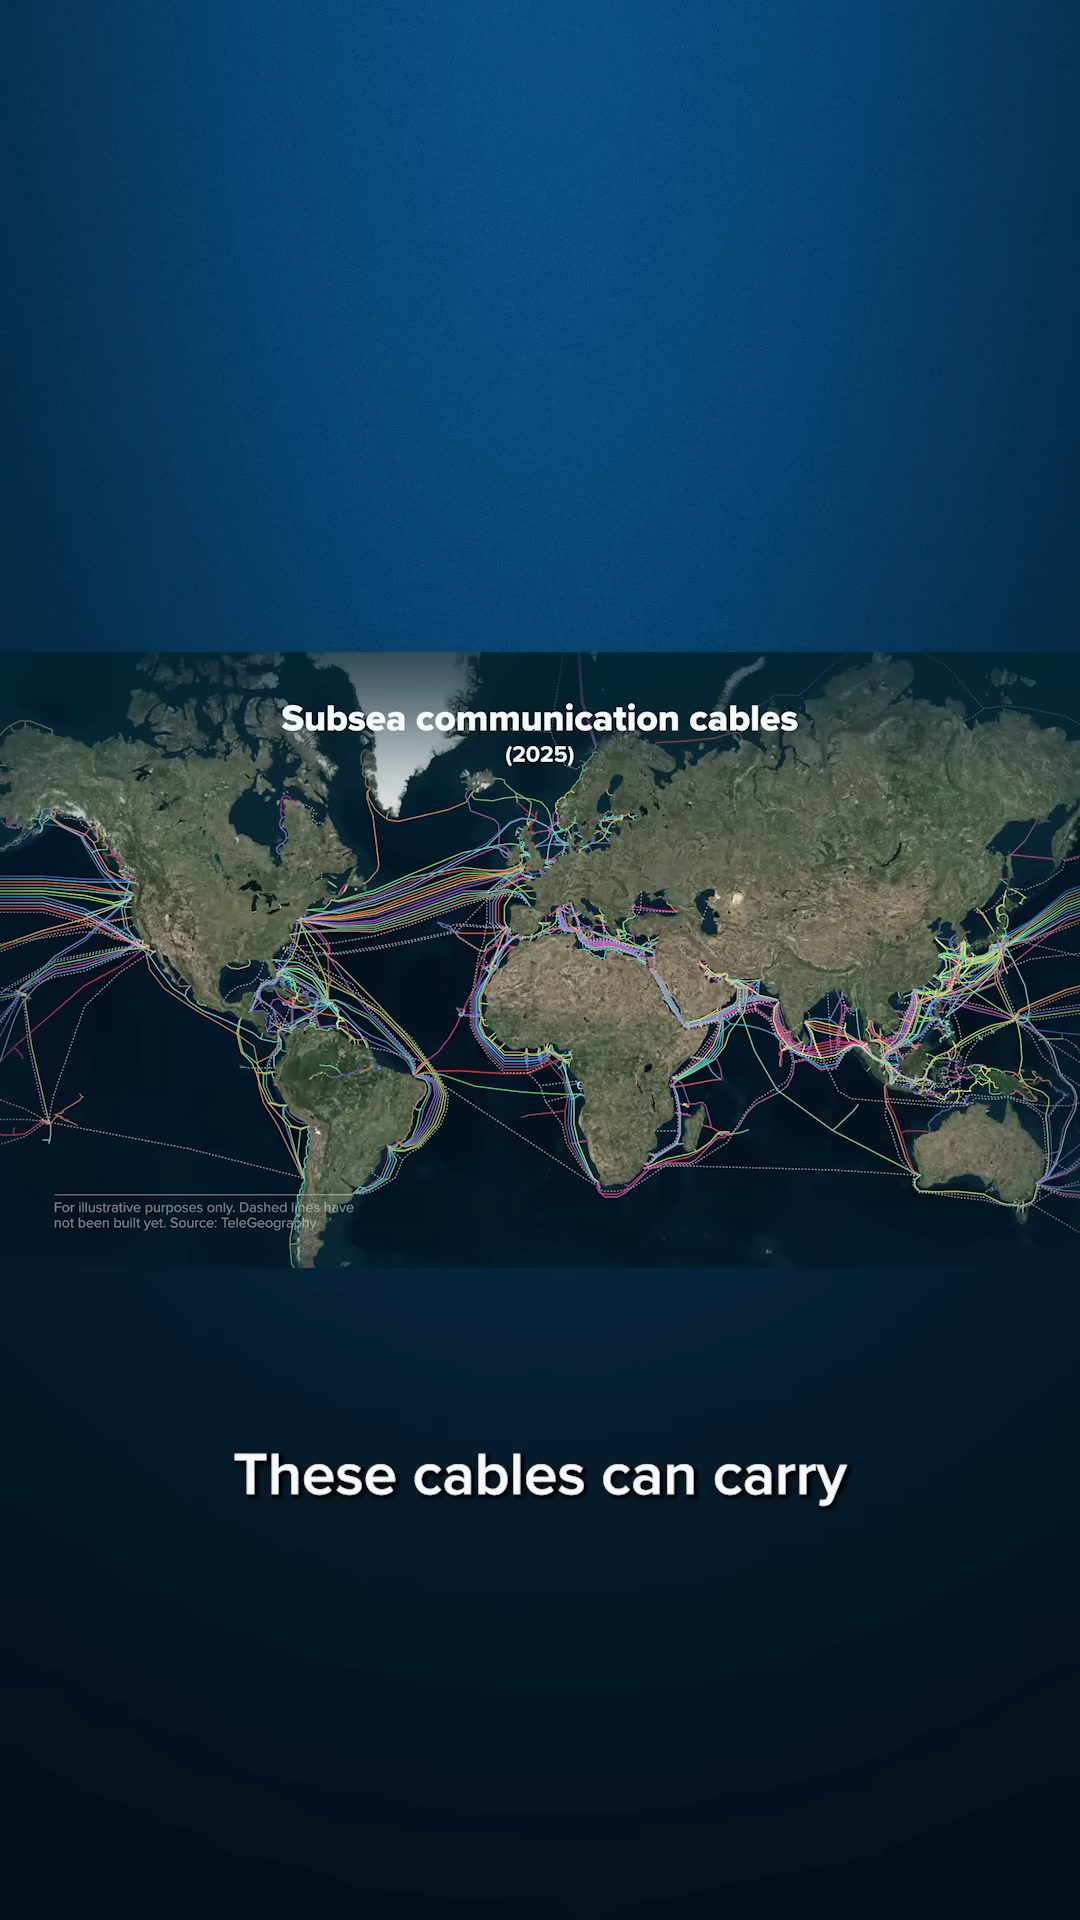 Subsea communication cables
(2025)
For illustrative purposes only. Dashed lines have
not been built yet. Source: TeleGeography
These cables can carry